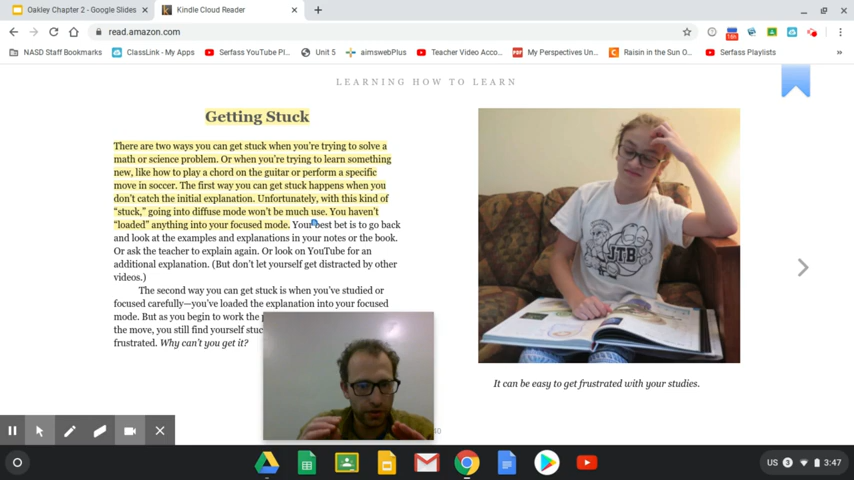 Oakley Chapter 2 - Google Slides
Kindle Cloud Reader
read.amazon.com
NASD Staff Bookmarks
ClassLink - My Apps
Serfass YouTube Pl...
Unit 5
aimswebPlus
Teacher Video Acco...
My Perspectives Un...
Raisin in the Sun O...
Serfass Playlists
LEARNING HOW TO LEARN
Getting Stuck
There are two ways you can get stuck when you're trying to solve a
math or science problem. Or when you're trying to learn something
new, like how to play a chord on the guitar or perform a specific
move in soccer. The first way you can get stuck happens when you
don't catch the initial explanation. Unfortunately, with this kind of
"stuck," going into diffuse mode won't be much use. You haven't
"loaded" anything into your focused mode. Your best bet is to go back
and look at the examples and explanations in your notes or the book.
Or ask the teacher to explain again. Or look on YouTube for an
additional explanation. (But don't let yourself get distracted by other
videos.)
The second way you can get stuck is when you've studied or
focused carefully—you've loaded the explanation into your focused
mode. But as you begin to work the
the move, you still find yourself
frustrated. Why can't you get it?
JTB
It can be easy to get frustrated with your studies.
US 3 3:47